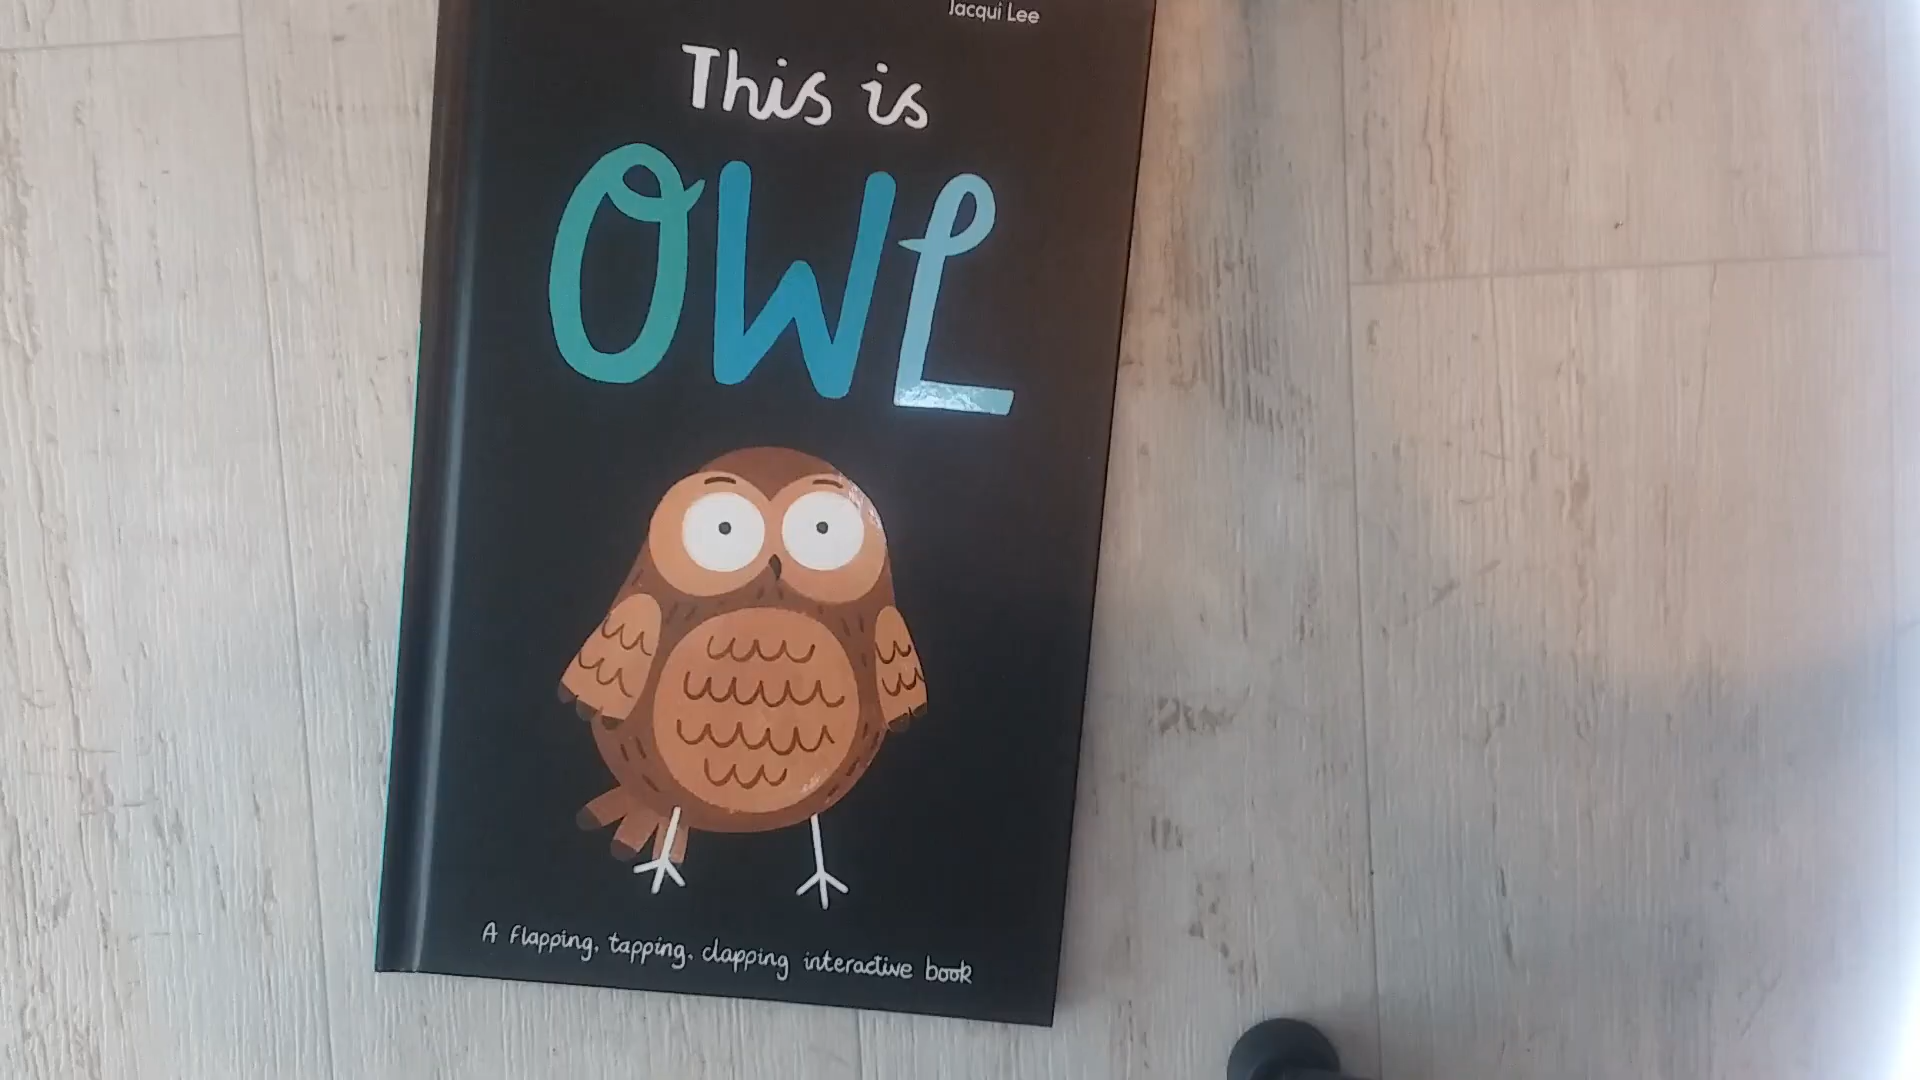 Jacqui Lee
This is
OWL
A flapping, tapping, clapping interactive book